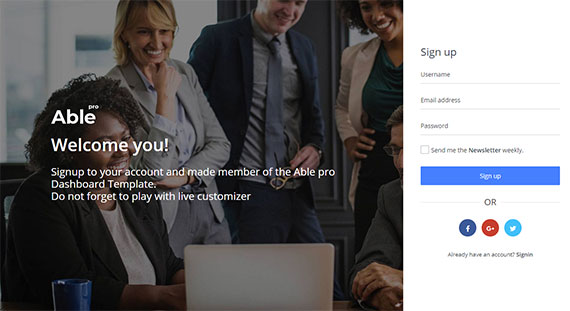 Able pro
Welcome you!
Signup to your account and made member of the Able pro
Dashboard Template.
Do not forget to play with live customizer
Sign up
Username
Email address
Password
Send me the Newsletter weekly.
Sign up
OR
f
G+
Already have an account? Signin